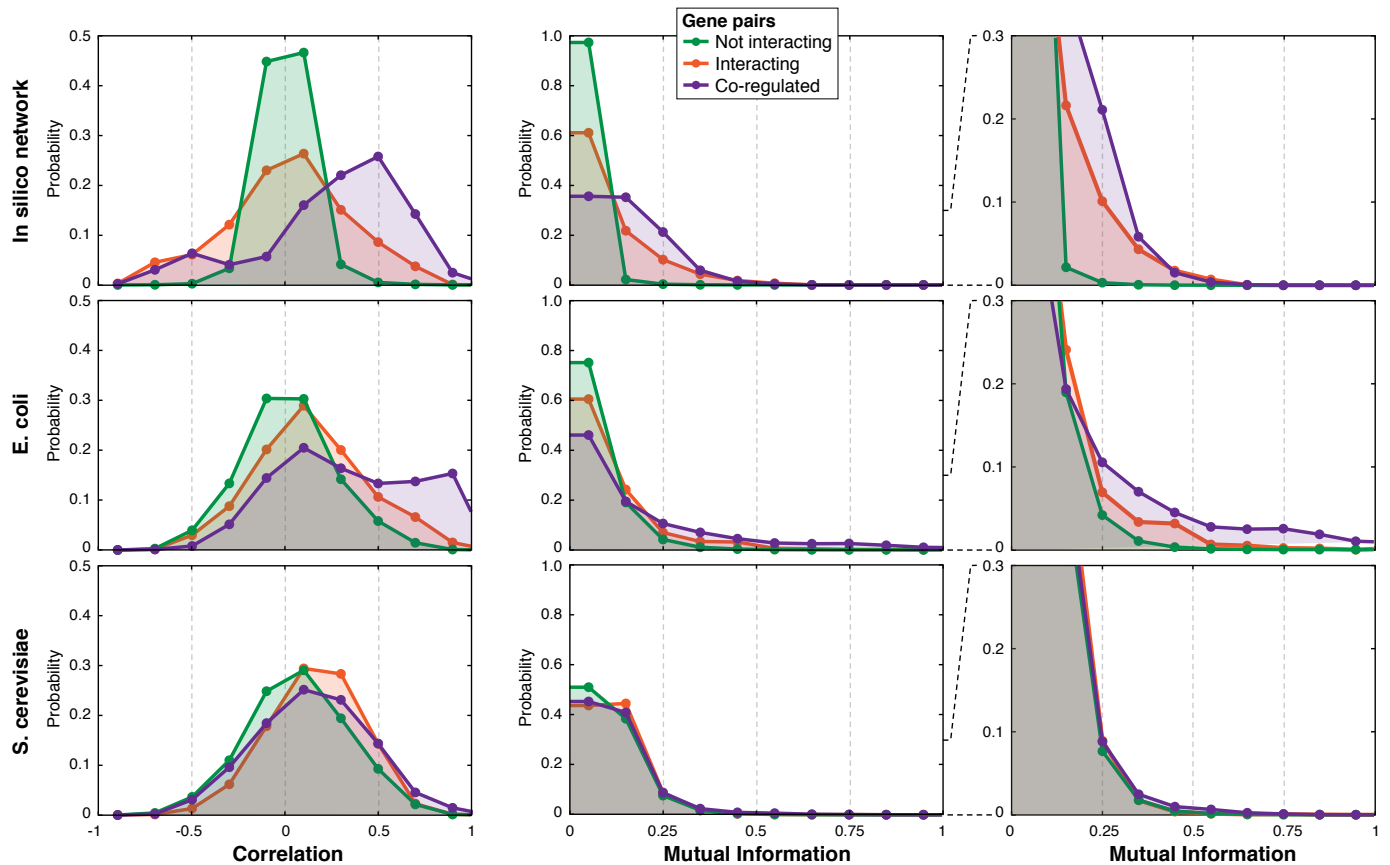 Gene pairs
Not interacting
Interacting
Co-regulated
In silico network
Probability
0.5
0.4
0.3
0.2
0.1
0
Probability
1.0
0.8
0.6
0.4
0.2
0
0.3
0.2
0.1
0
E. coli
Probability
0.5
0.4
0.3
0.2
0.1
0
Probability
1.0
0.8
0.6
0.4
0.2
0
0.3
0.2
0.1
0
S. cerevisiae
Probability
0.5
0.4
0.3
0.2
0.1
0
-1 -0.5 0 0.5 1
Correlation
Probability
1.0
0.8
0.6
0.4
0.2
0
0 0.25 0.5 0.75 1
Mutual Information
0.3
0.2
0.1
0
0 0.25 0.5 0.75 1
Mutual Information